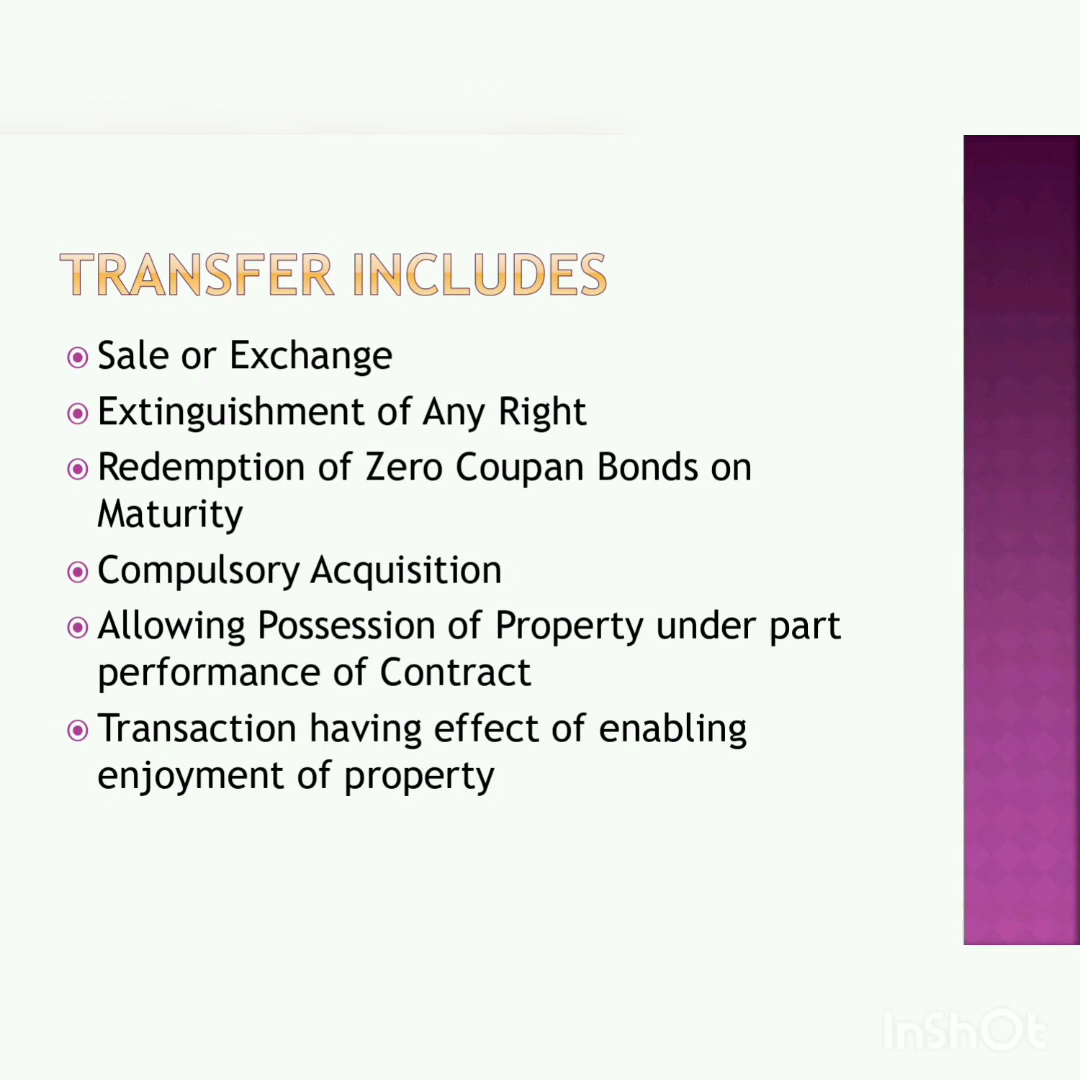 TRANSFER INCLUDES
Sale or Exchange
Extinguishment of Any Right
Redemption of Zero Coupan Bonds on
Maturity
Compulsory Acquisition
Allowing Possession of Property under part
performance of Contract
Transaction having effect of enabling
enjoyment of property
InShOt